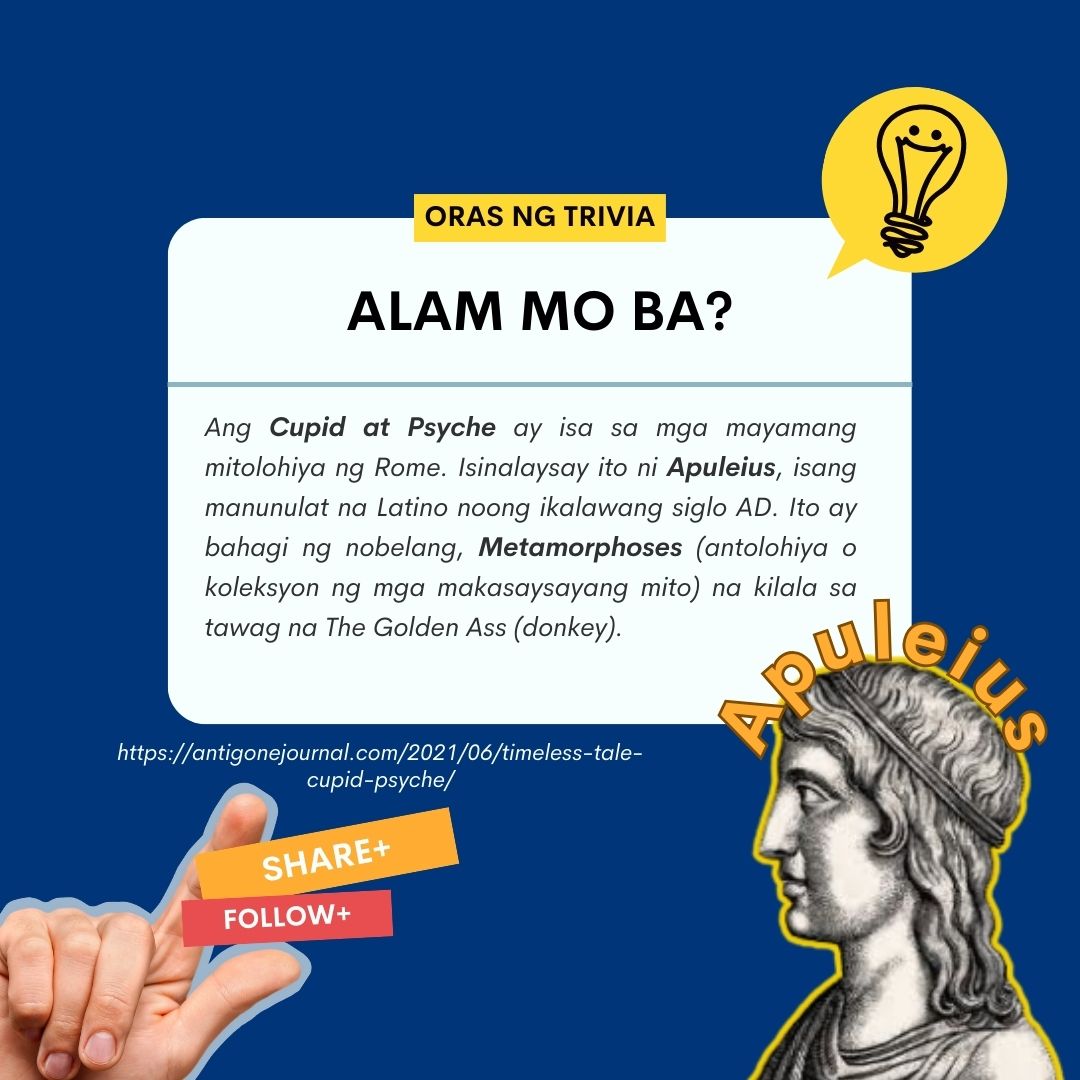 ORAS NG TRIVIA
ALAM MO BA?
Ang Cupid at Psyche ay isa sa mga mayamang
mitolohiya ng Rome. Isinalaysay ito ni Apuleius, isang
manunulat na Latino noong ikalawang siglo AD. Ito ay
bahagi ng nobelang, Metamorphoses (antolohiya o
koleksyon ng mga makasaysayang mito) na kilala sa
tawag na The Golden Ass (donkey).
Apuleius
https://antigonejournal.com/2021/06/timeless-tale-
cupid-psyche/
SHARE+
FOLLOW+